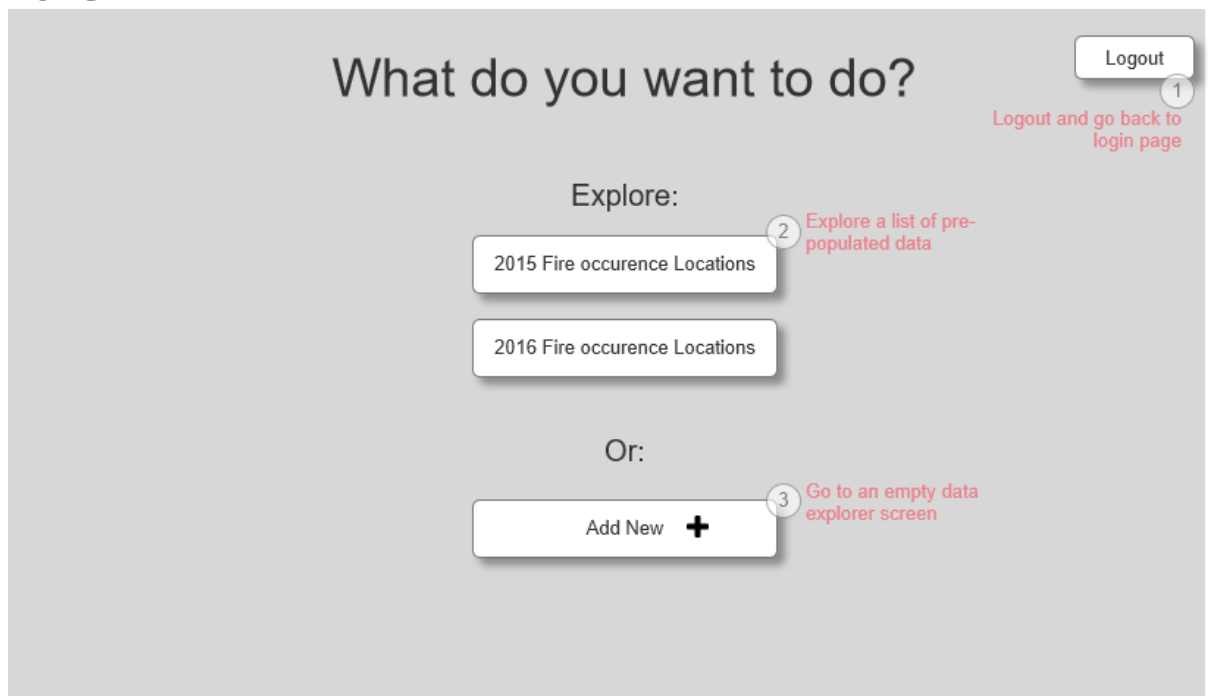 What do you want to do?
Logout
1
Logout and go back to
login page
Explore:
2015 Fire occurence Locations
2
Explore a list of pre-
populated data
2016 Fire occurence Locations
Or:
Add New
3
Go to an empty data
explorer screen